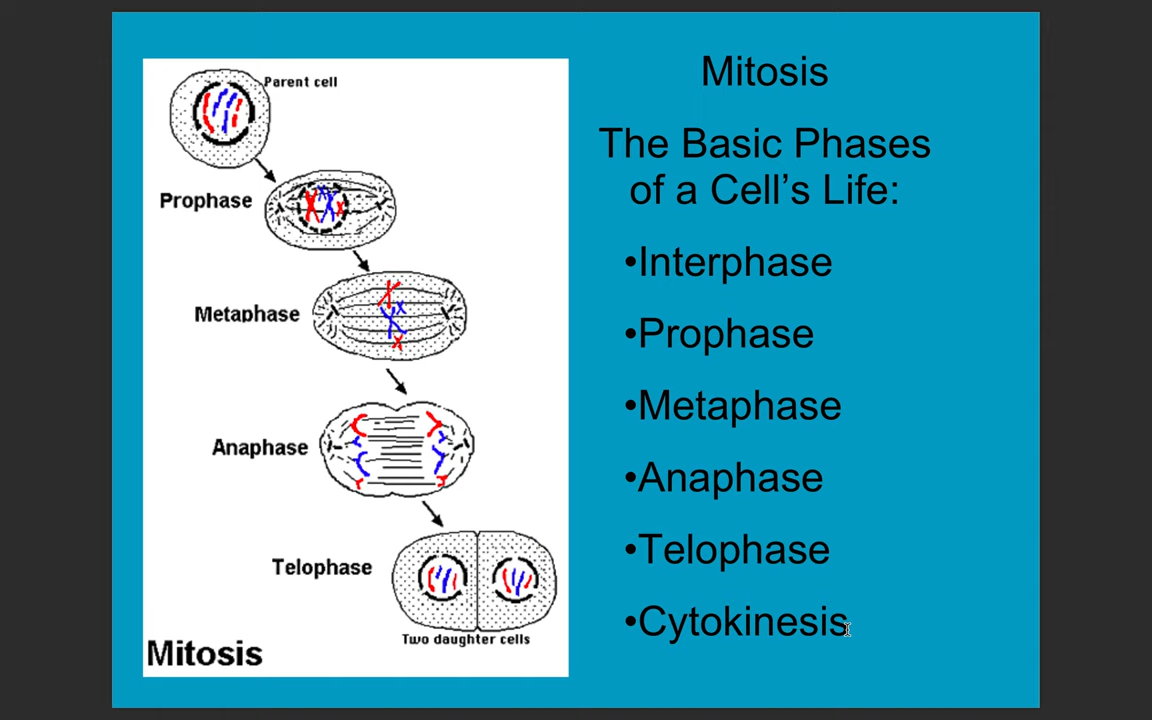 Parent cell
Prophase
Metaphase
Anaphase
Telophase
Two daughter cells
Mitosis
Mitosis
The Basic Phases
of a Cell’s Life:
•Interphase
•Prophase
•Metaphase
•Anaphase
•Telophase
•Cytokinesis